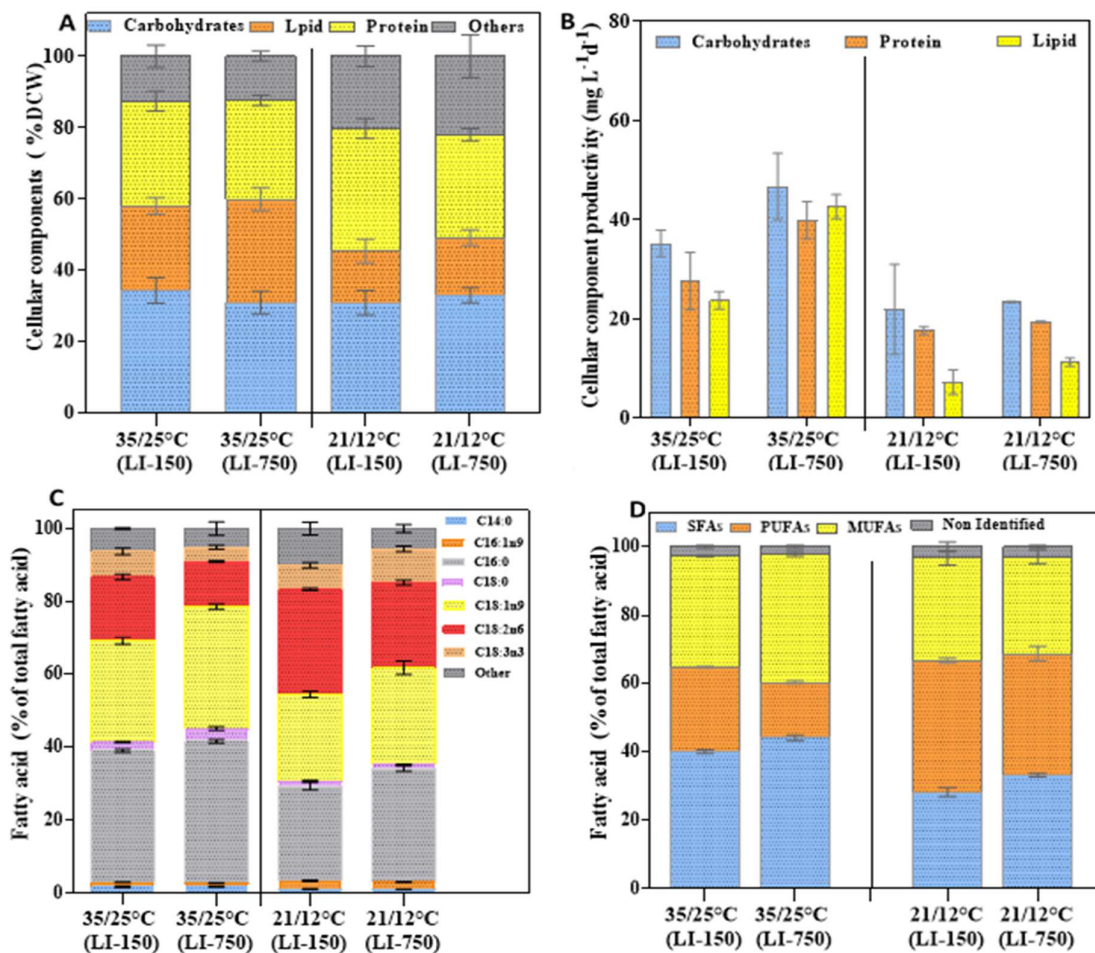 A
Carbohydrates Lpid Protein Others
Cellular components ( % DCW)
100
80
60
40
20
0
35/25°C
(LI-150)
35/25°C
(LI-750)
21/12°C
(LI-150)
21/12°C
(LI-750)
B
Carbohydrates Protein Lipid
Cellular component productivity (mg L⁻¹d⁻¹)
80
60
40
20
0
35/25°C
(LI-150)
35/25°C
(LI-750)
21/12°C
(LI-150)
21/12°C
(LI-750)
C
Fatty acid (% of total fatty acid)
100
80
60
40
20
0
C14:0
C16:1n9
C16:0
C18:0
C18:1n9
C18:2n6
C18:3n3
Other
35/25°C
(LI-150)
35/25°C
(LI-750)
21/12°C
(LI-150)
21/12°C
(LI-750)
D
SFAs PUFAs MUFAs Non Identified
Fatty acid (% of total fatty acid)
100
80
60
40
20
0
35/25°C
(LI-150)
35/25°C
(LI-750)
21/12°C
(LI-150)
21/12°C
(LI-750)